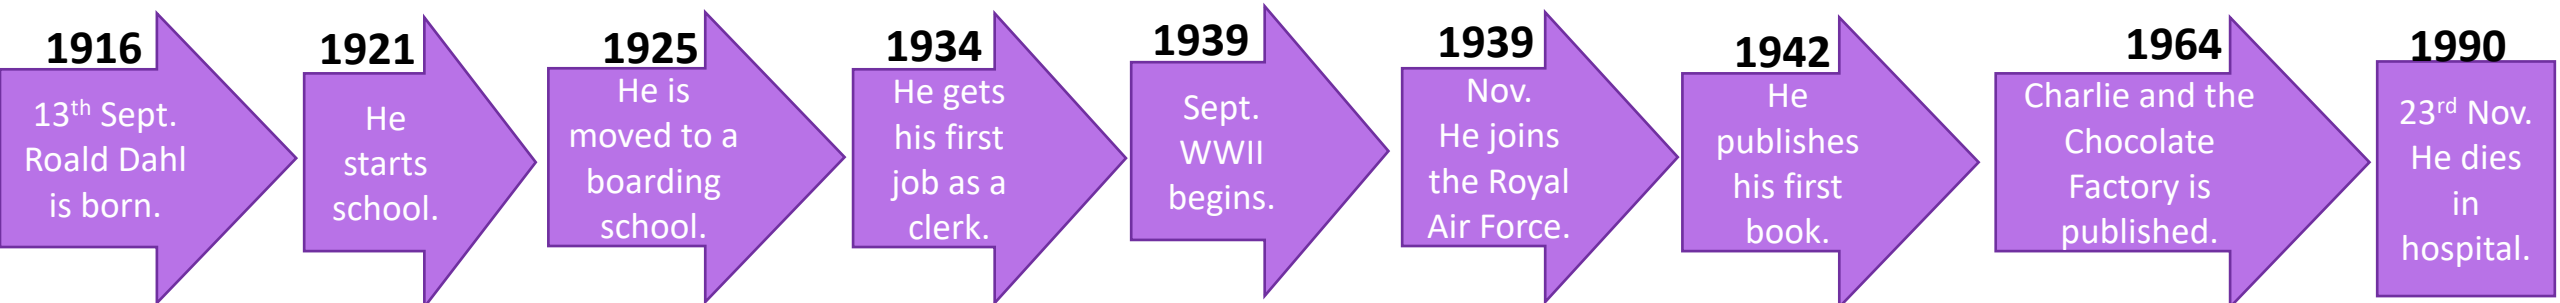 1916
13th Sept.
Roald Dahl
is born.
1921
He
starts
school.
1925
He is
moved to a
boarding
school.
1934
He gets
his first
job as a
clerk.
1939
Sept.
WWII
begins.
1939
Nov.
He joins
the Royal
Air Force.
1942
He
publishes
his first
book.
1964
Charlie and the
Chocolate
Factory is
published.
1990
23rd Nov.
He dies
in
hospital.